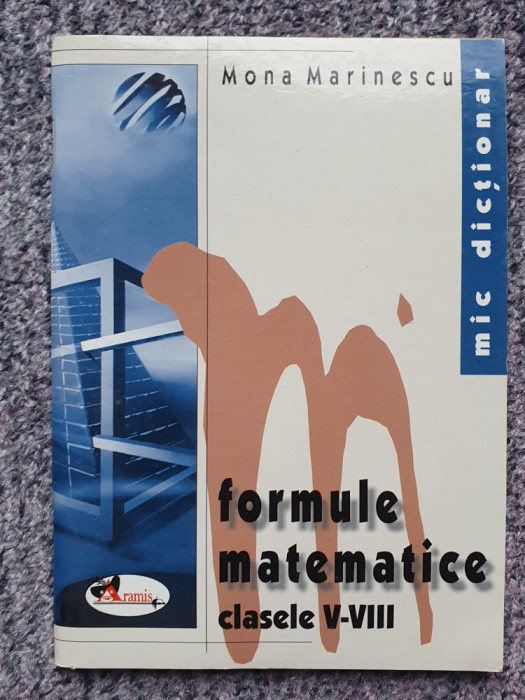 Mona Marinescu
mic dicționar
formule
matematice
clasele V-VIII
Aramis